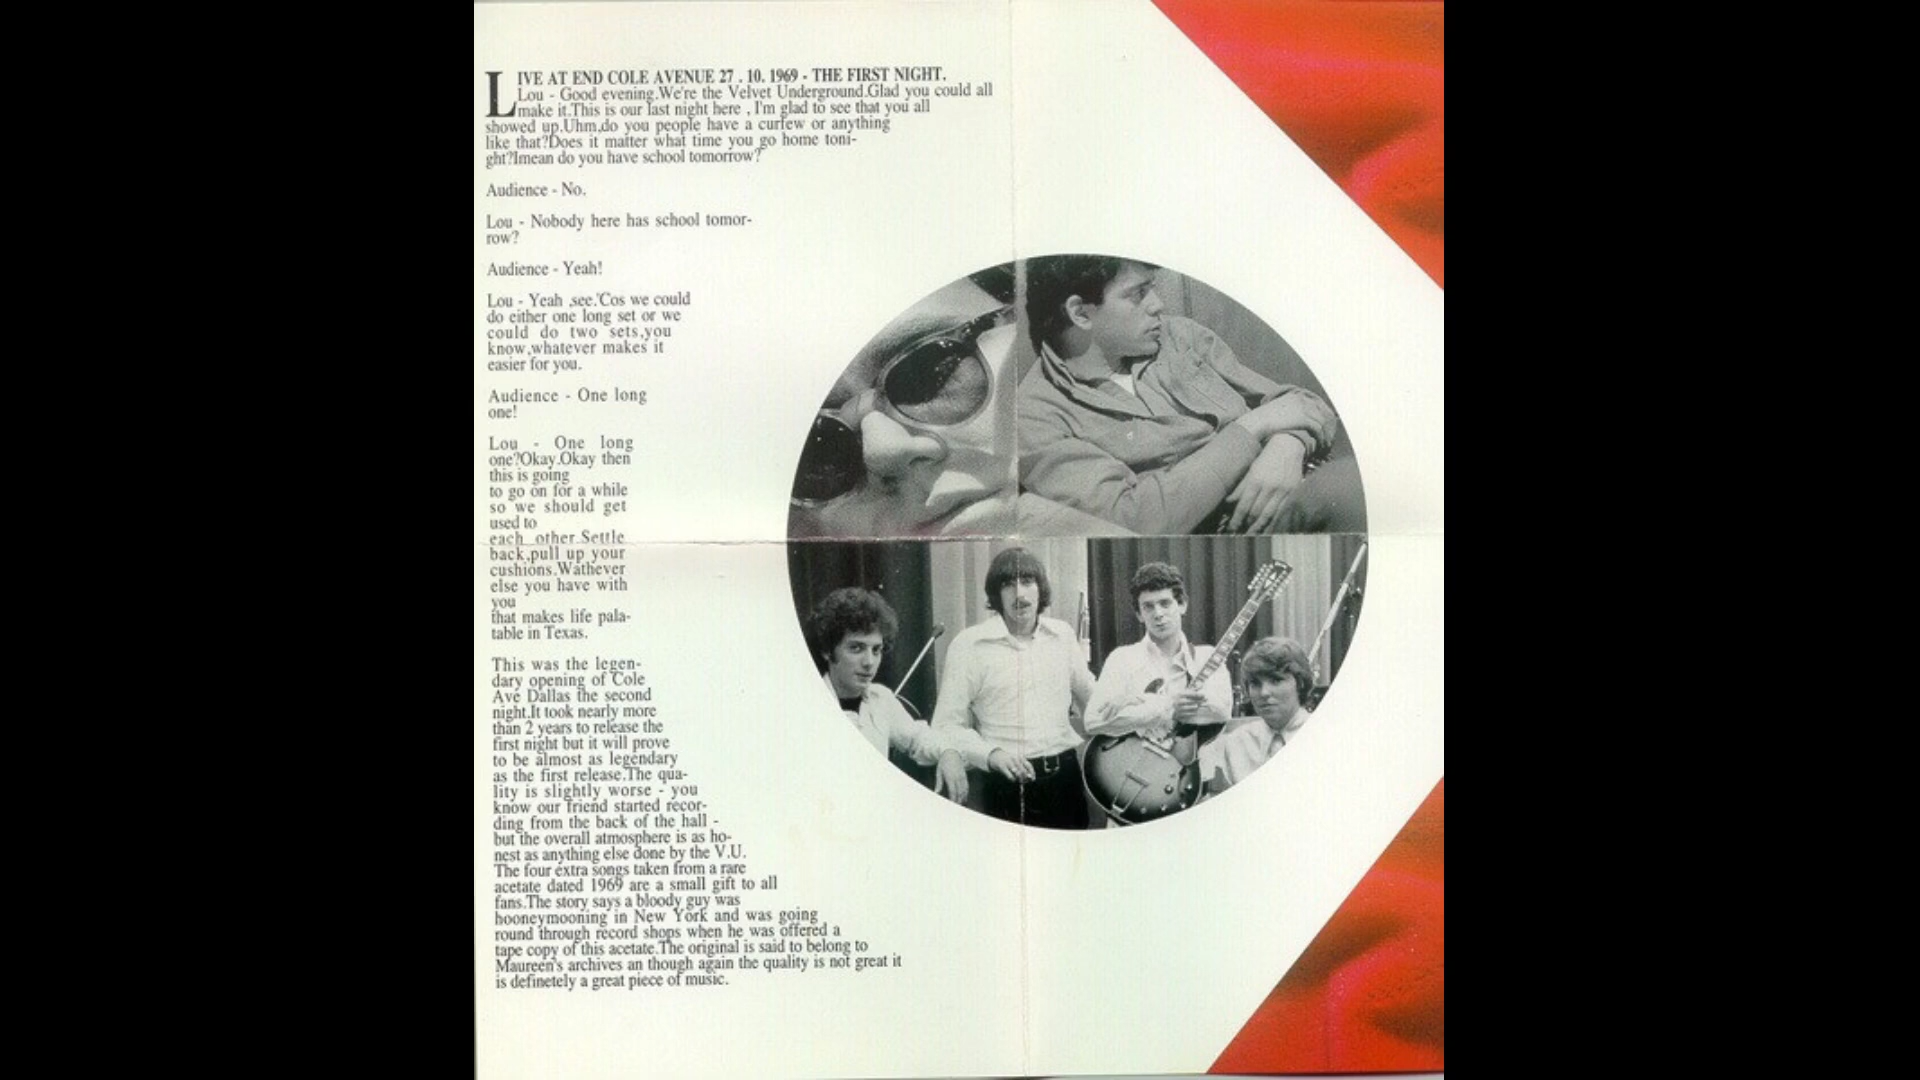 LIVE AT END COLE AVENUE 27 . 10. 1969 - THE FIRST NIGHT.
Lou - Good evening.We're the Velvet Underground.Glad you could all
make it.This is our last night here , I'm glad to see that you all
showed up.Uhm,do you people have a curfew or anything
like that?Does it matter what time you go home toni-
ght?Imean do you have school tomorrow?
Audience - No.
Lou - Nobody here has school tomor-
row?
Audience - Yeah!
Lou - Yeah ,see.'Cos we could
do either one long set or we
could do two sets,you
know,whatever makes it
easier for you.
Audience - One long
one!
Lou - One long
one?Okay.Okay then
this is going
to go on for a while
so we should get
used to
each other.Settle
back,pull up your
cushions.Wathever
else you have with
you
that makes life pala-
table in Texas.
This was the legen-
dary opening of Cole
Ave Dallas the second
night.It took nearly more
than 2 years to release the
first night but it will prove
to be almost as legendary
as the first release.The qua-
lity is slightly worse - you
know our friend started recor-
ding from the back of the hall -
but the overall atmosphere is as ho-
nest as anything else done by the V.U.
The four extra songs taken from a rare
acetate dated 1969 are a small gift to all
fans.The story says a bloody guy was
hooneymooning in New York and was going
round through record shops when he was offered a
tape copy of this acetate.The original is said to belong to
Maureen's archives an though again the quality is not great it
is definetely a great piece of music.